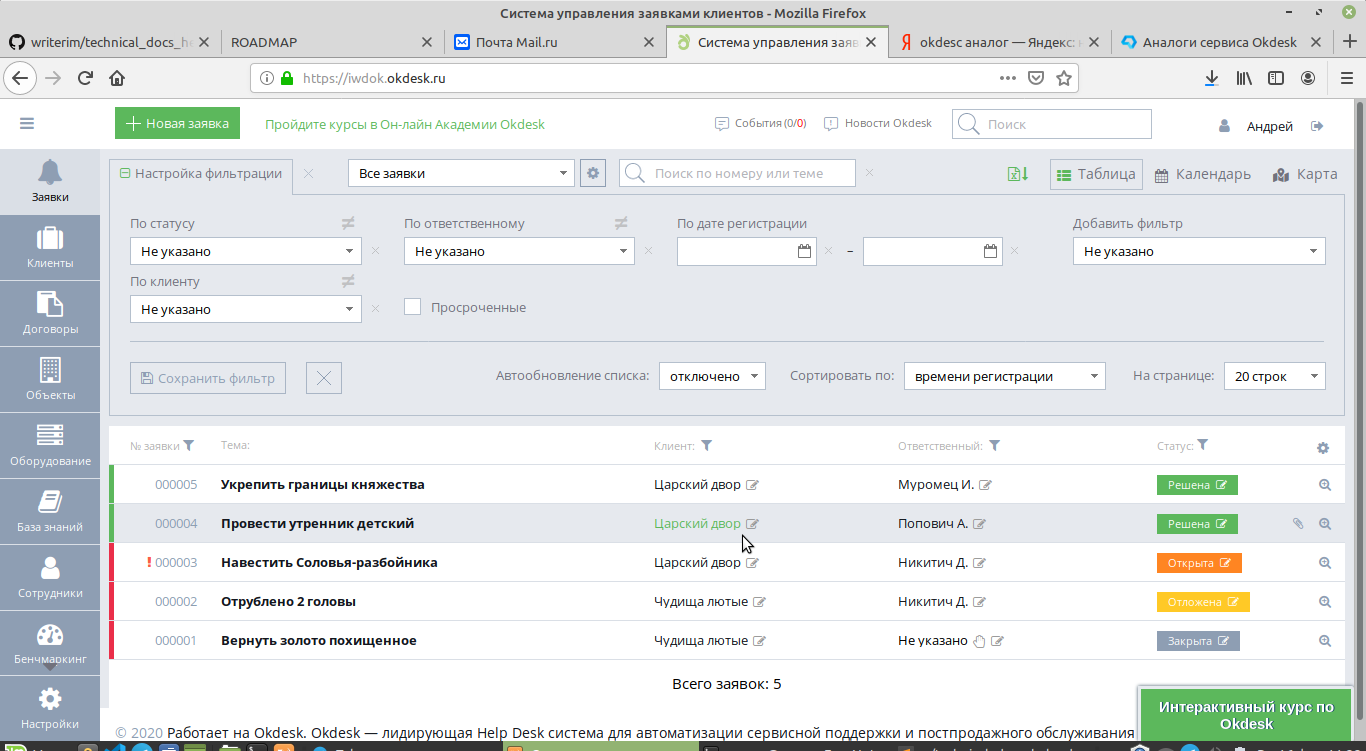 Система управления заявками клиентов - Mozilla Firefox
writerim/technical_docs_he
ROADMAP
Почта Mail.ru
Система управления заяв
okdesc аналог — Яндекс:
Аналоги сервиса Okdesk
https://iwdok.okdesk.ru
Новая заявка
Пройдите курсы в Он-лайн Академии Okdesk
События (0/0)
Новости Okdesk
Поиск
Андрей
Заявки
Клиенты
Договоры
Объекты
Оборудование
База знаний
Сотрудники
Бенчмаркинг
Настройки
Настройка фильтрации
Все заявки
Поиск по номеру или теме
Таблица
Календарь
Карта
По статусу
По ответственному
По дате регистрации
Добавить фильтр
Не указано
Не указано
–
Не указано
По клиенту
Не указано
Просроченные
Сохранить фильтр
Автообновление списка: отключено
Сортировать по: времени регистрации
На странице: 20 строк
№ заявки Тема: Клиент: Ответственный: Статус:
000005 Укрепить границы княжества Царский двор Муромец И. Решена
000004 Провести утренник детский Царский двор Попович А. Решена
! 000003 Навестить Соловья-разбойника Царский двор Никитич Д. Открыта
000002 Отрублено 2 головы Чудища лютые Никитич Д. Отложена
000001 Вернуть золото похищенное Чудища лютые Не указано Закрыта
Всего заявок: 5
Интерактивный курс по
Okdesk
© 2020 Работает на Okdesk. Okdesk — лидирующая Help Desk система для автоматизации сервисной поддержки и постпродажного обслуживания